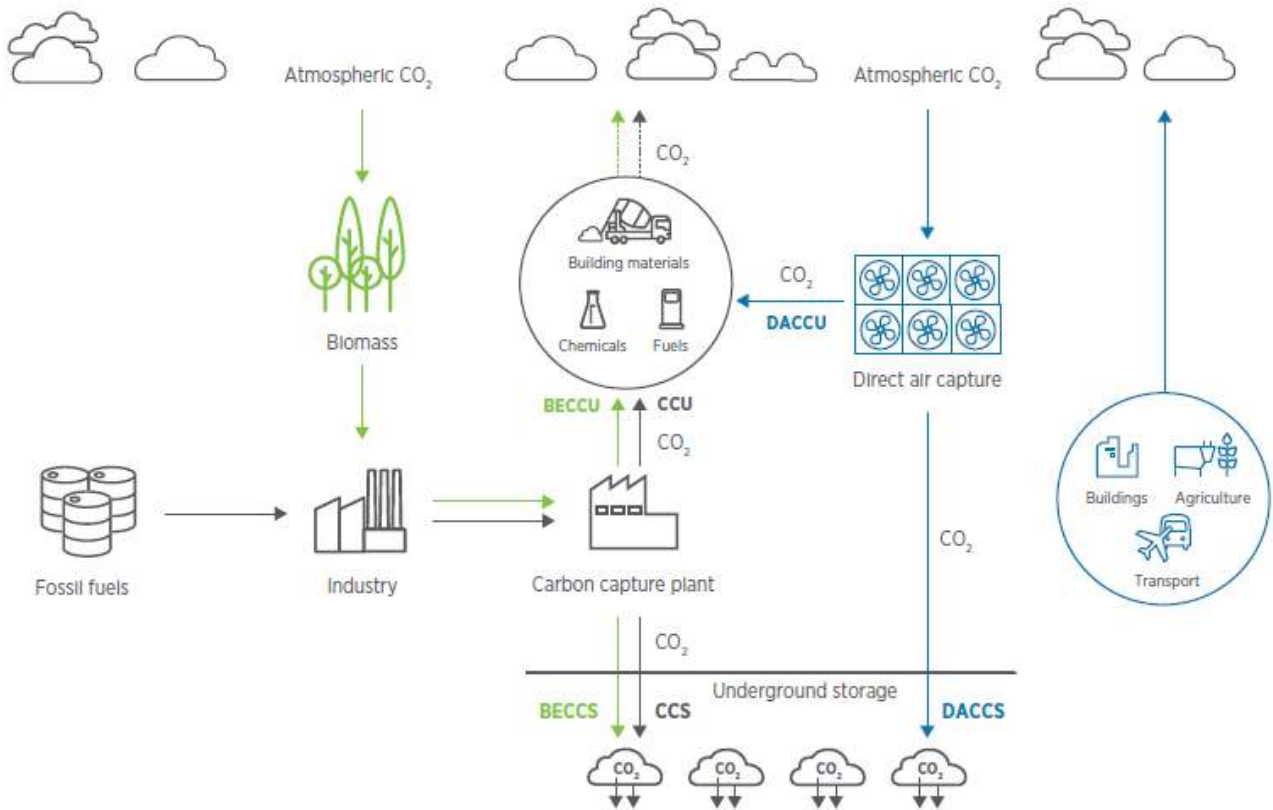 Atmospheric CO₂
Atmospheric CO₂
CO₂
Building materials
Chemicals
Fuels
CO₂
DACCU
Biomass
Direct air capture
BECCU
CCU
CO₂
Buildings
Agriculture
Transport
Fossil fuels
Industry
Carbon capture plant
CO₂
CO₂
Underground storage
BECCS
CCS
DACCS
CO₂
CO₂
CO₂
CO₂